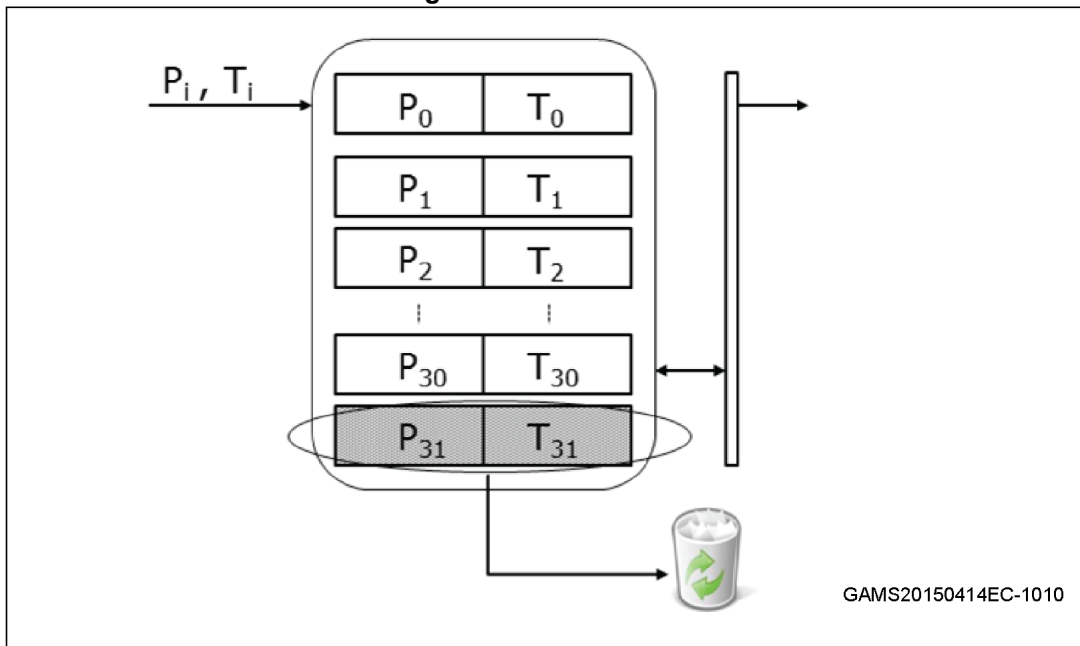 Pi , Ti
P0 T0
P1 T1
P2 T2
P30 T30
P31 T31
GAMS20150414EC-1010